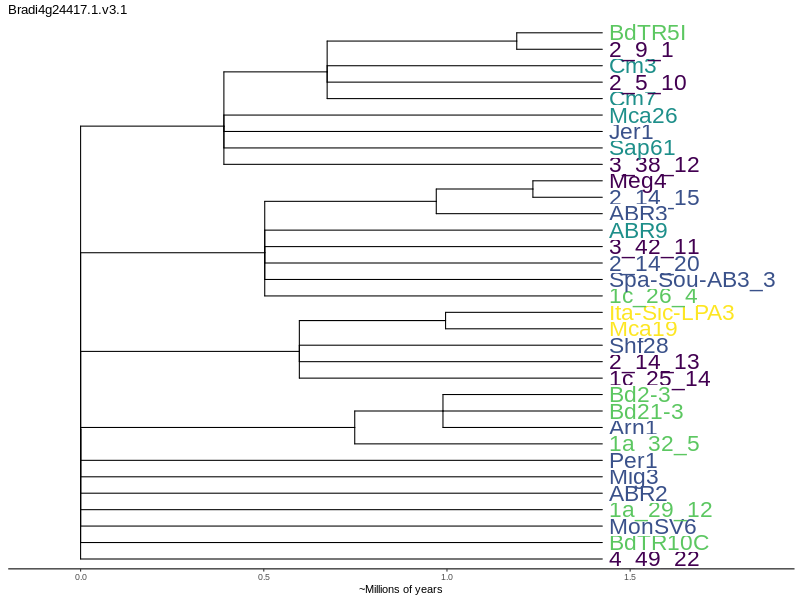 Bradi4g24417.1.v3.1
BdTR5I
2_9_1
Cm3
2_5_10
Cm7
Mca26
Jer1
Sap61
3_38_12
Meg4
2_14_15
ABR3
ABR9
3_42_11
2_14_20
Spa-Sou-AB3_3
1c_26_4
Ita-Sic-LPA3
Mca19
Shf28
2_14_13
1c_25_14
Bd2-3
Bd21-3
Arn1
1a_32_5
Per1
Mig3
ABR2
1a_29_12
MonSV6
BdTR10C
4_49_22
0.0 0.5 1.0 1.5
~Millions of years